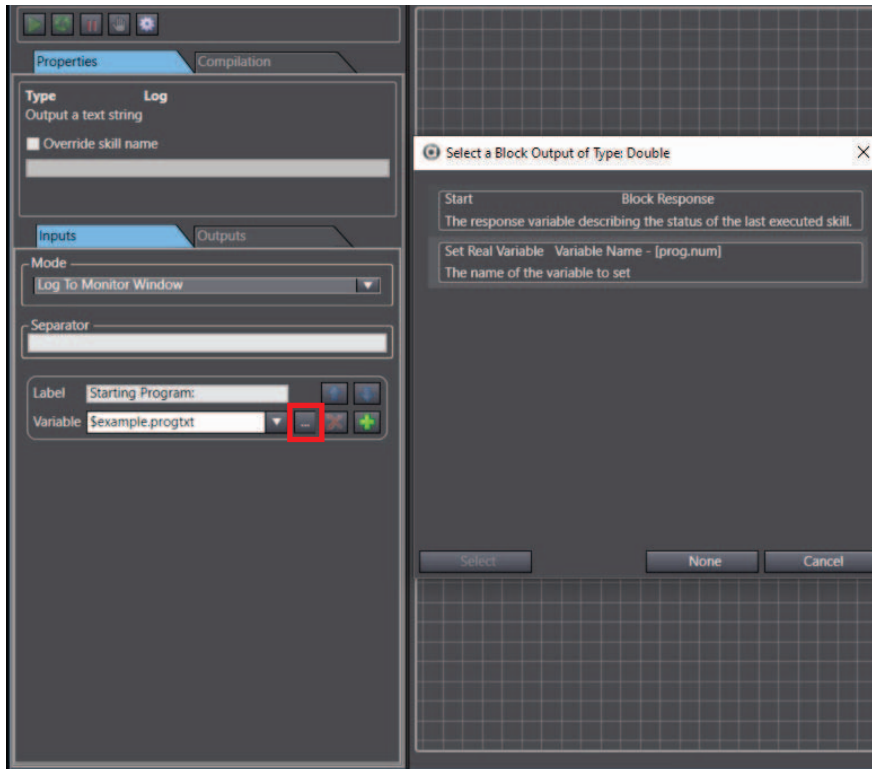 Properties
Compilation
Type Log
Output a text string
Override skill name
Inputs
Outputs
Mode
Log To Monitor Window
Separator
Label Starting Program:
Variable $example.progtxt ...
Select a Block Output of Type: Double
Start Block Response
The response variable describing the status of the last executed skill.
Set Real Variable Variable Name - [prog.num]
The name of the variable to set
Select
None
Cancel